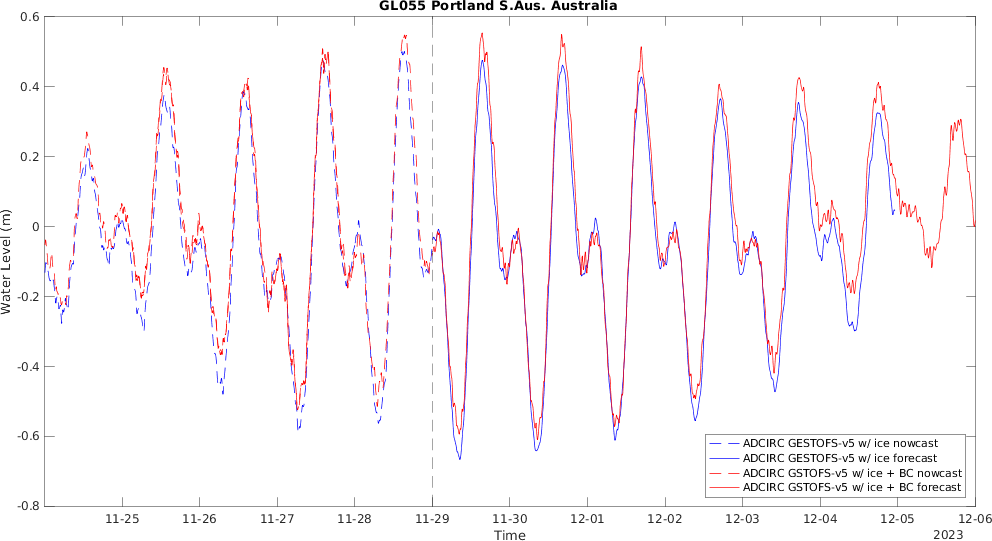 GL055 Portland S.Aus. Australia
0.6
0.4
0.2
0
-0.2
-0.4
-0.6
-0.8
Water Level (m)
ADCIRC GESTOFS-v5 w/ ice nowcast
ADCIRC GESTOFS-v5 w/ ice forecast
ADCIRC GSTOFS-v5 w/ ice + BC nowcast
ADCIRC GSTOFS-v5 w/ ice + BC forecast
11-25 11-26 11-27 11-28 11-29 11-30 12-01 12-02 12-03 12-04 12-05 12-06
Time
2023